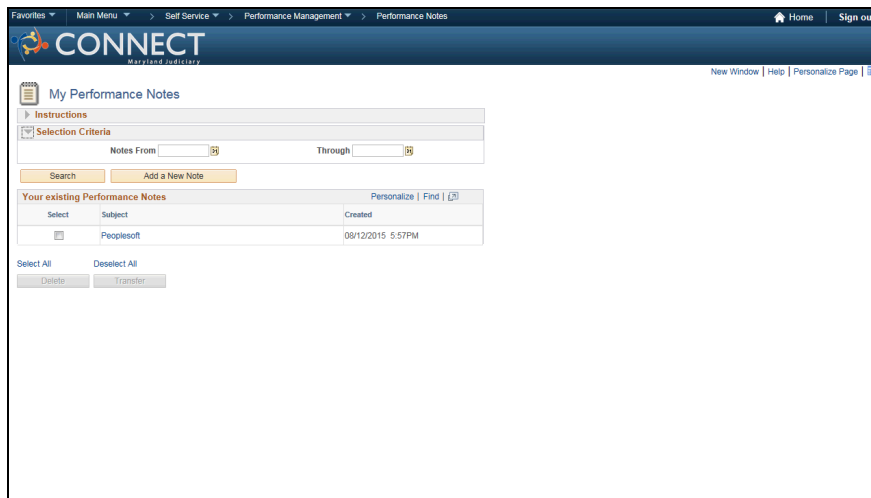 Favorites Main Menu > Self Service > Performance Management > Performance Notes Home Sign ou
CONNECT
Maryland Judiciary
New Window | Help | Personalize Page |
My Performance Notes
Instructions
Selection Criteria
Notes From Through
Search Add a New Note
Your existing Performance Notes Personalize | Find |
Select Subject Created
Peoplesoft 08/12/2015 5:57PM
Select All Deselect All
Delete Transfer